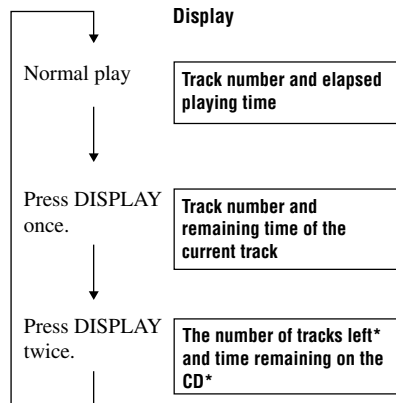 Display
Normal play
Track number and elapsed
playing time
Press DISPLAY
once.
Track number and
remaining time of the
current track
Press DISPLAY
twice.
The number of tracks left*
and time remaining on the
CD*